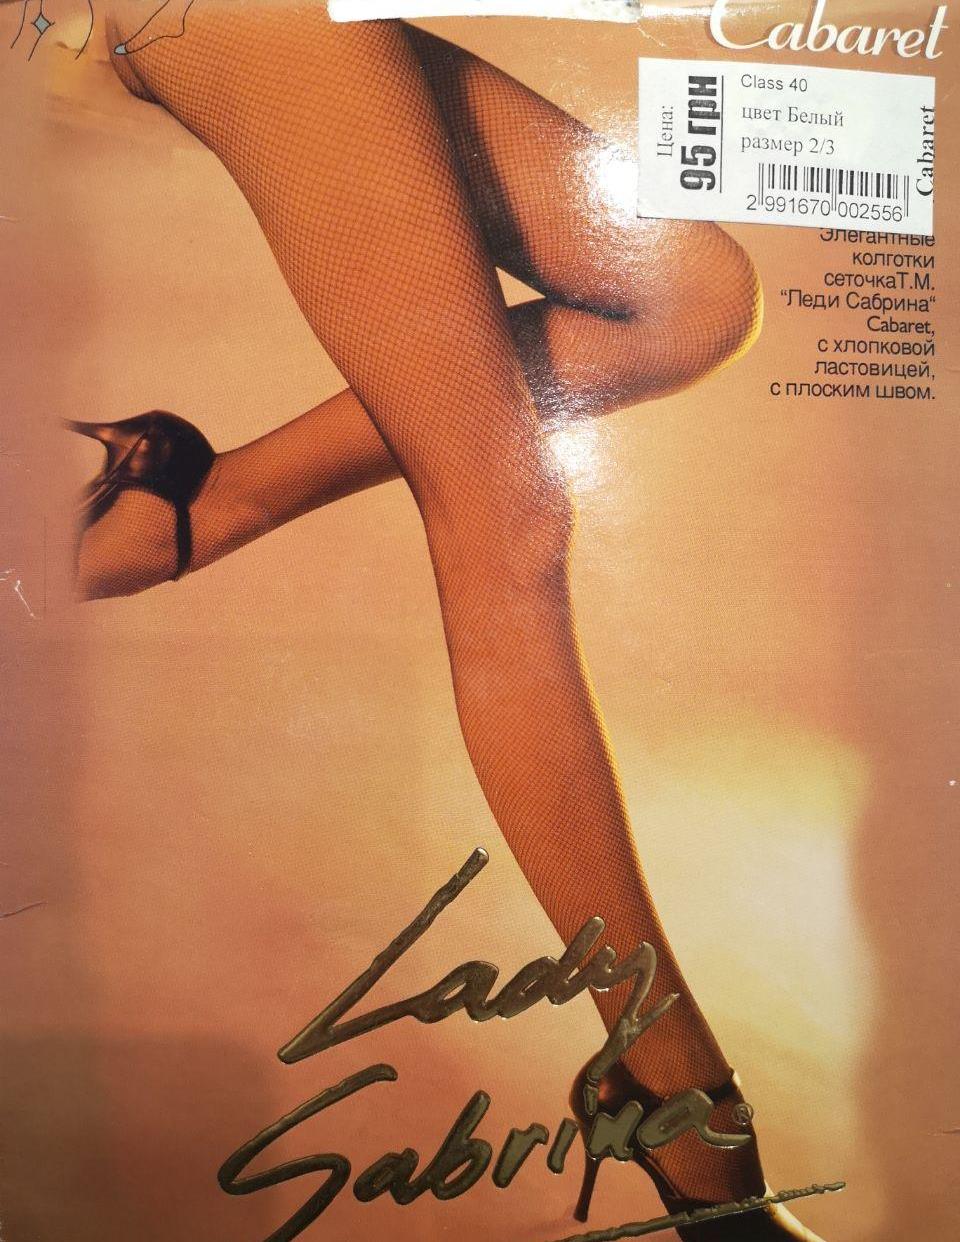 Cabaret
Class 40
цвет Белый
размер 2/3
2 991670 002556
Цена:
95 грн
Cabaret
Элегантные
колготки
сеточкаТ.М.
“Леди Сабрина“
Cabaret,
с хлопковой
ластовицей,
с плоским швом.
Lady
Sabrina®